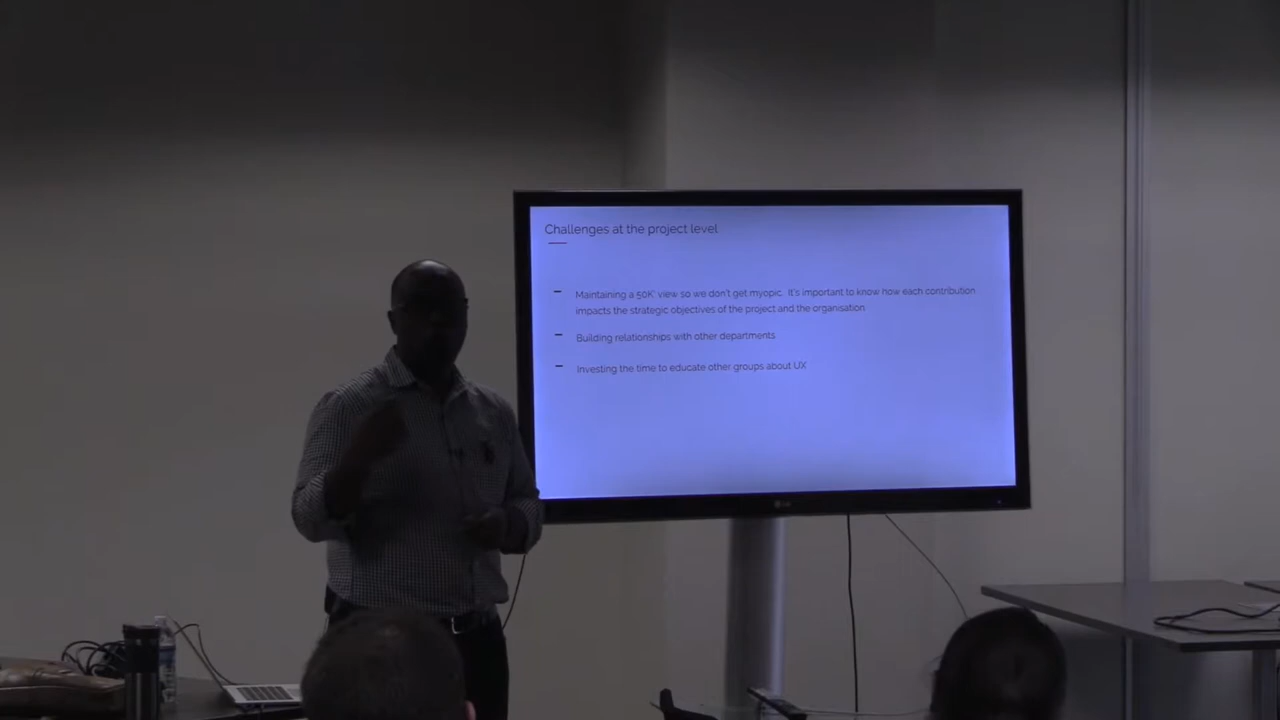 Challenges at the project level
Maintaining a 50K' view so we don't get myopic. It's important to know how each contribution
impacts the strategic objectives of the project and the organisation
Building relationships with other departments
Investing the time to educate other groups about UX
LG